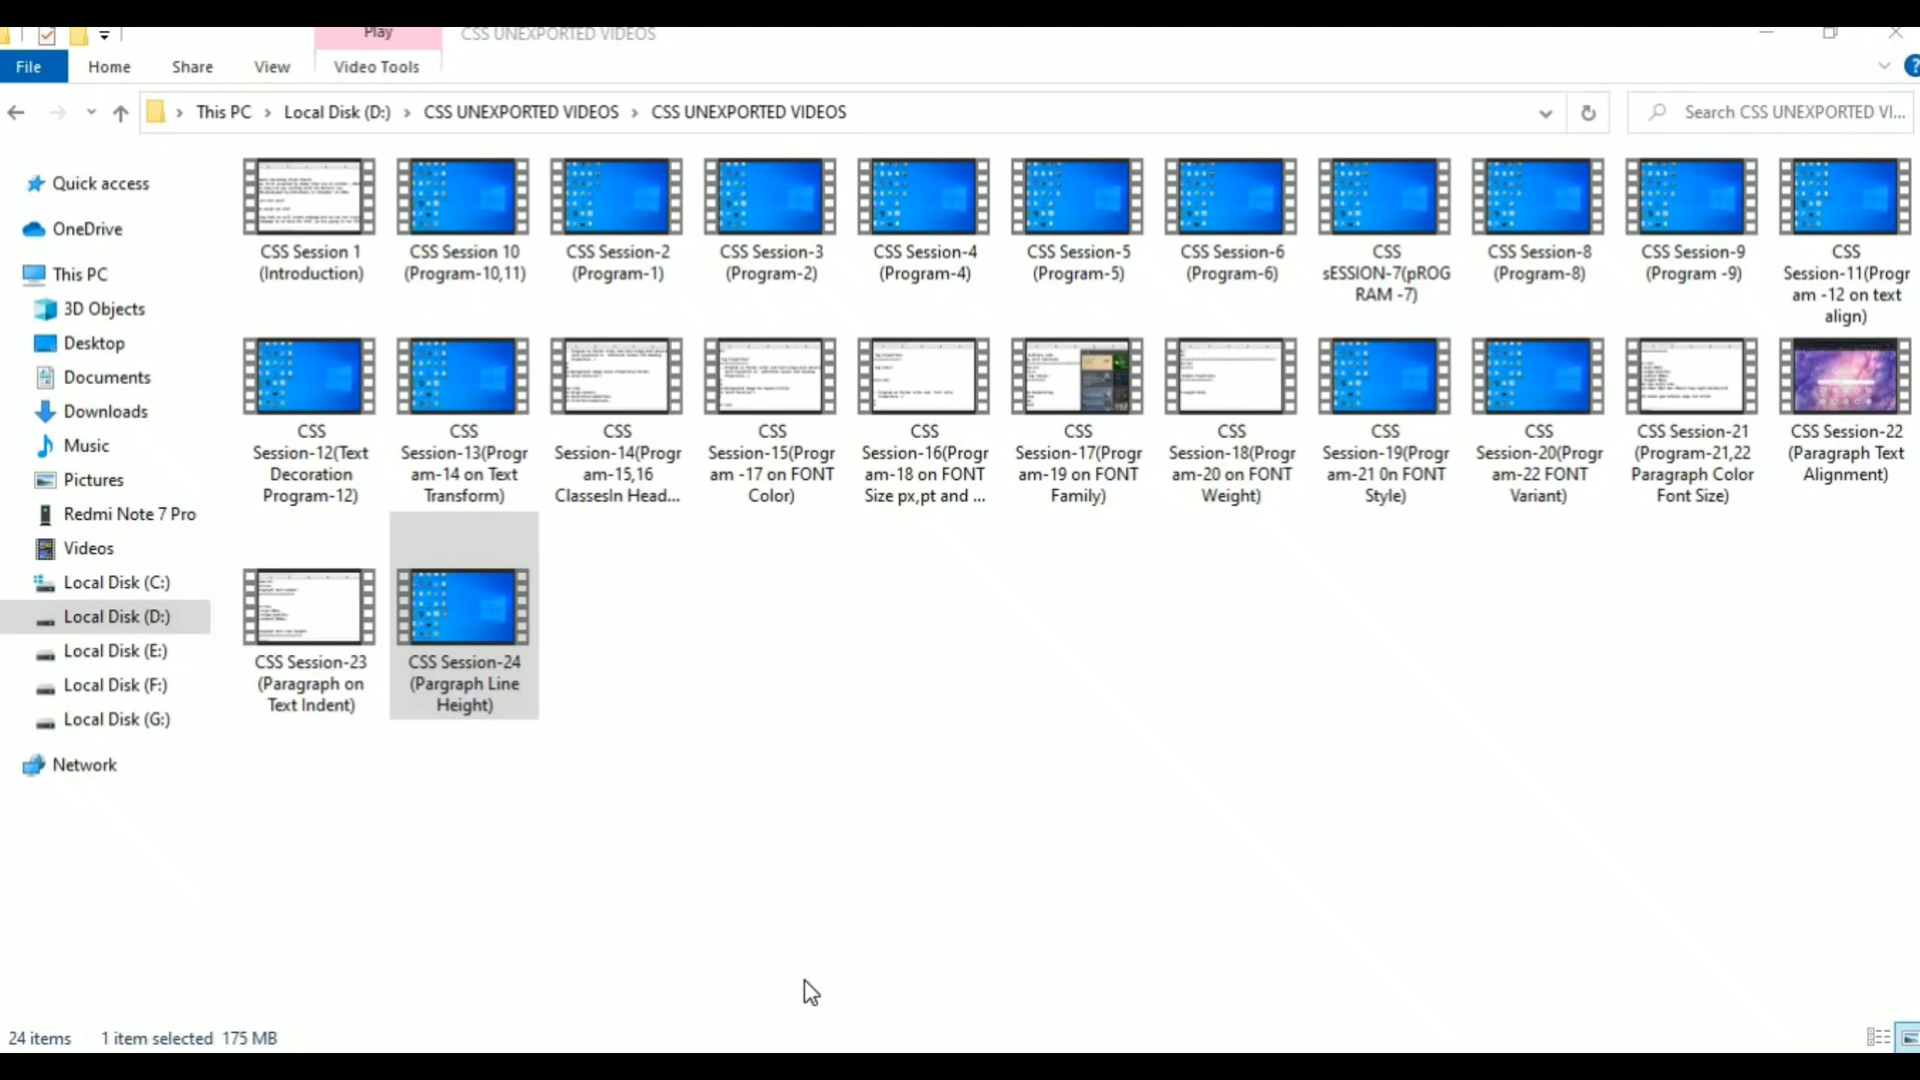 Play
CSS UNEXPORTED VIDEOS
File
Home
Share
View
Video Tools
?
This PC > Local Disk (D:) > CSS UNEXPORTED VIDEOS > CSS UNEXPORTED VIDEOS
Search CSS UNEXPORTED VI...
Quick access
OneDrive
This PC
3D Objects
Desktop
Documents
Downloads
Music
Pictures
Redmi Note 7 Pro
Videos
Local Disk (C:)
Local Disk (D:)
Local Disk (E:)
Local Disk (F:)
Local Disk (G:)
Network
CSS Session 1
(Introduction)
CSS Session 10
(Program-10,11)
CSS Session-2
(Program-1)
CSS Session-3
(Program-2)
CSS Session-4
(Program-4)
CSS Session-5
(Program-5)
CSS Session-6
(Program-6)
CSS
sESSION-7(pROG
RAM -7)
CSS Session-8
(Program-8)
CSS Session-9
(Program -9)
CSS
Session-11(Progr
am -12 on text
align)
CSS
Session-12(Text
Decoration
Program-12)
CSS
Session-13(Progr
am-14 on Text
Transform)
CSS
Session-14(Progr
am-15,16
ClassesIn Head...
CSS
Session-15(Progr
am -17 on FONT
Color)
CSS
Session-16(Progr
am-18 on FONT
Size px,pt and ...
CSS
Session-17(Progr
am-19 on FONT
Family)
CSS
Session-18(Progr
am-20 on FONT
Weight)
CSS
Session-19(Progr
am-21 0n FONT
Style)
CSS
Session-20(Progr
am-22 FONT
Variant)
CSS Session-21
(Program-21,22
Paragraph Color
Font Size)
CSS Session-22
(Paragraph Text
Alignment)
CSS Session-23
(Paragraph on
Text Indent)
CSS Session-24
(Pargraph Line
Height)
24 items
1 item selected 175 MB